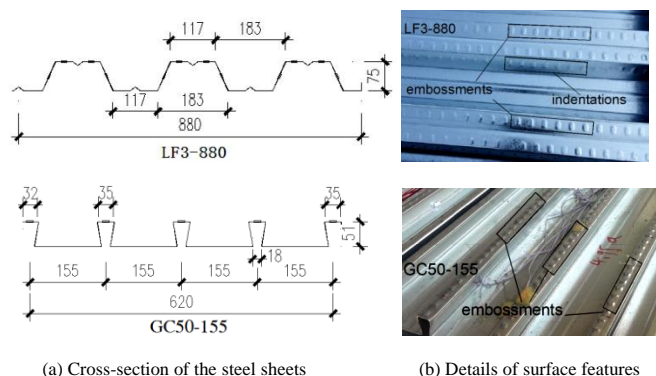 117
183
75
117
183
880
LF3-880
LF3-880
embossments
indentations
32
35
35
51
18
155
155
155
155
620
GC50-155
GC50-155
embossments
(a) Cross-section of the steel sheets
(b) Details of surface features